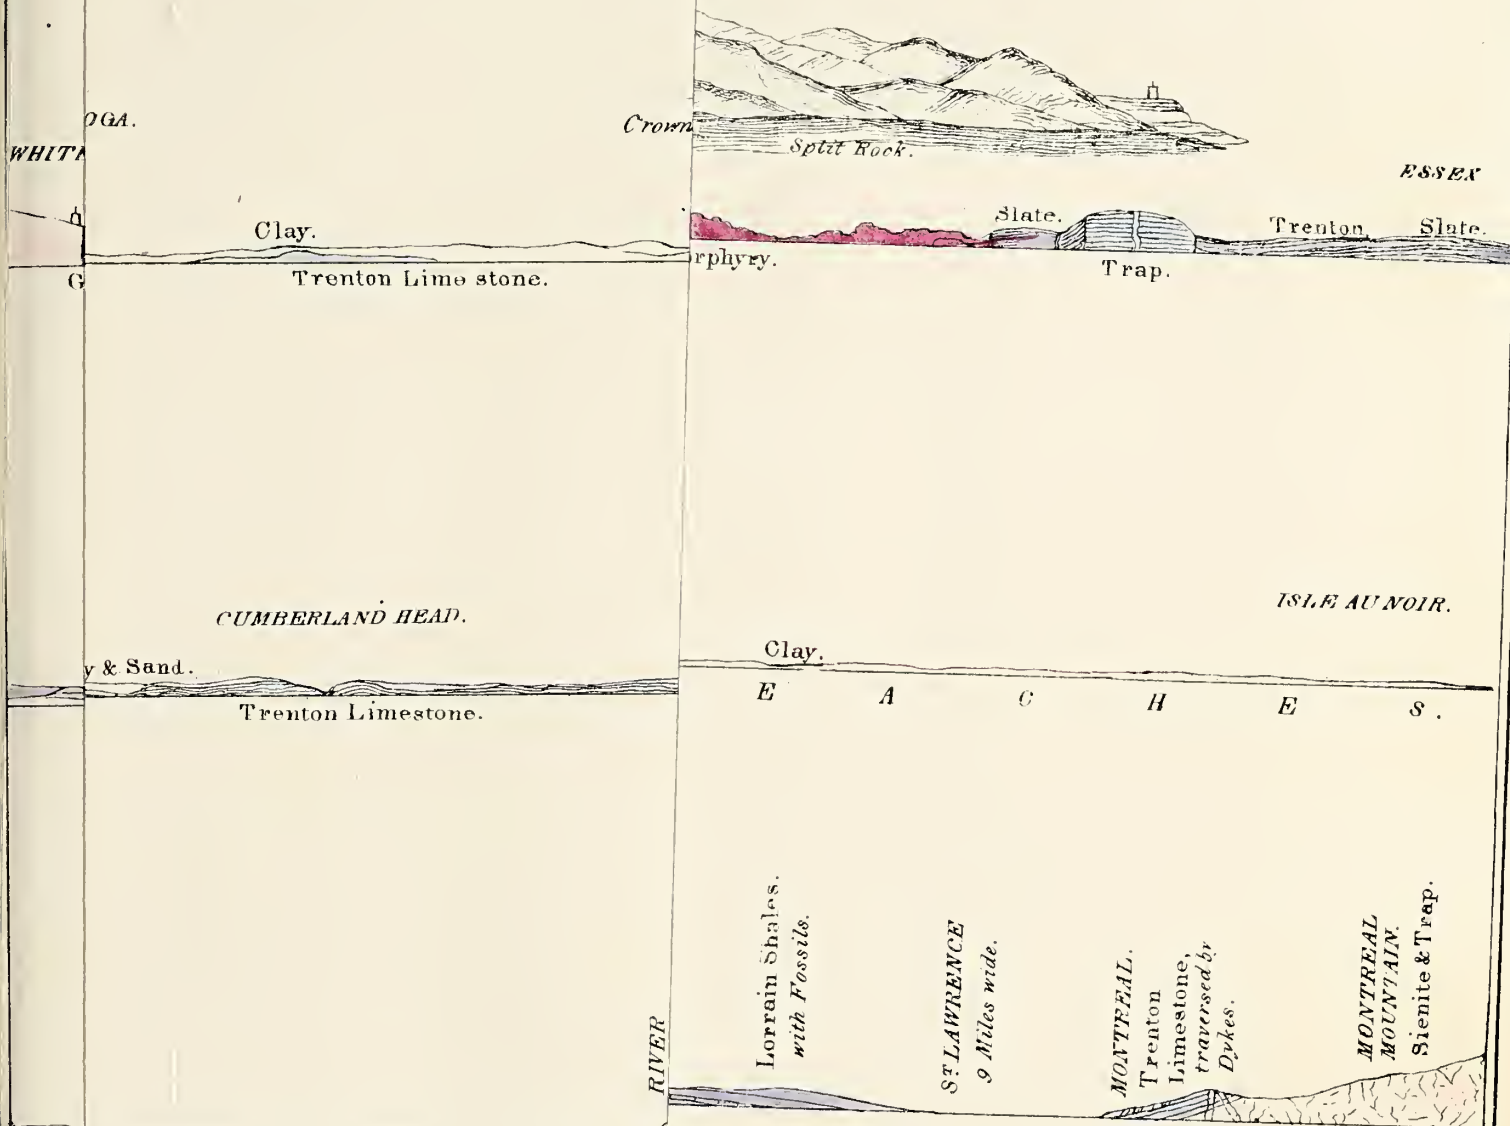 OGA.
WHIT
Crown
Split Rock.
ESSEX
Clay.
Slate.
Trenton
Slate.
G
Trenton Lime stone.
rphyry.
Trap.
CUMBERLAND HEAD.
ISLE AU NOIR.
y & Sand.
Clay.
Trenton Limestone.
E A C H E S.
RIVER
Lorrain Shales.
with Fossils.
ST LAWRENCE
9 Miles wide.
MONTREAL.
Trenton
Limestone,
traversed by
Dykes.
MONTREAL
MOUNTAIN.
Sienite & Trap.